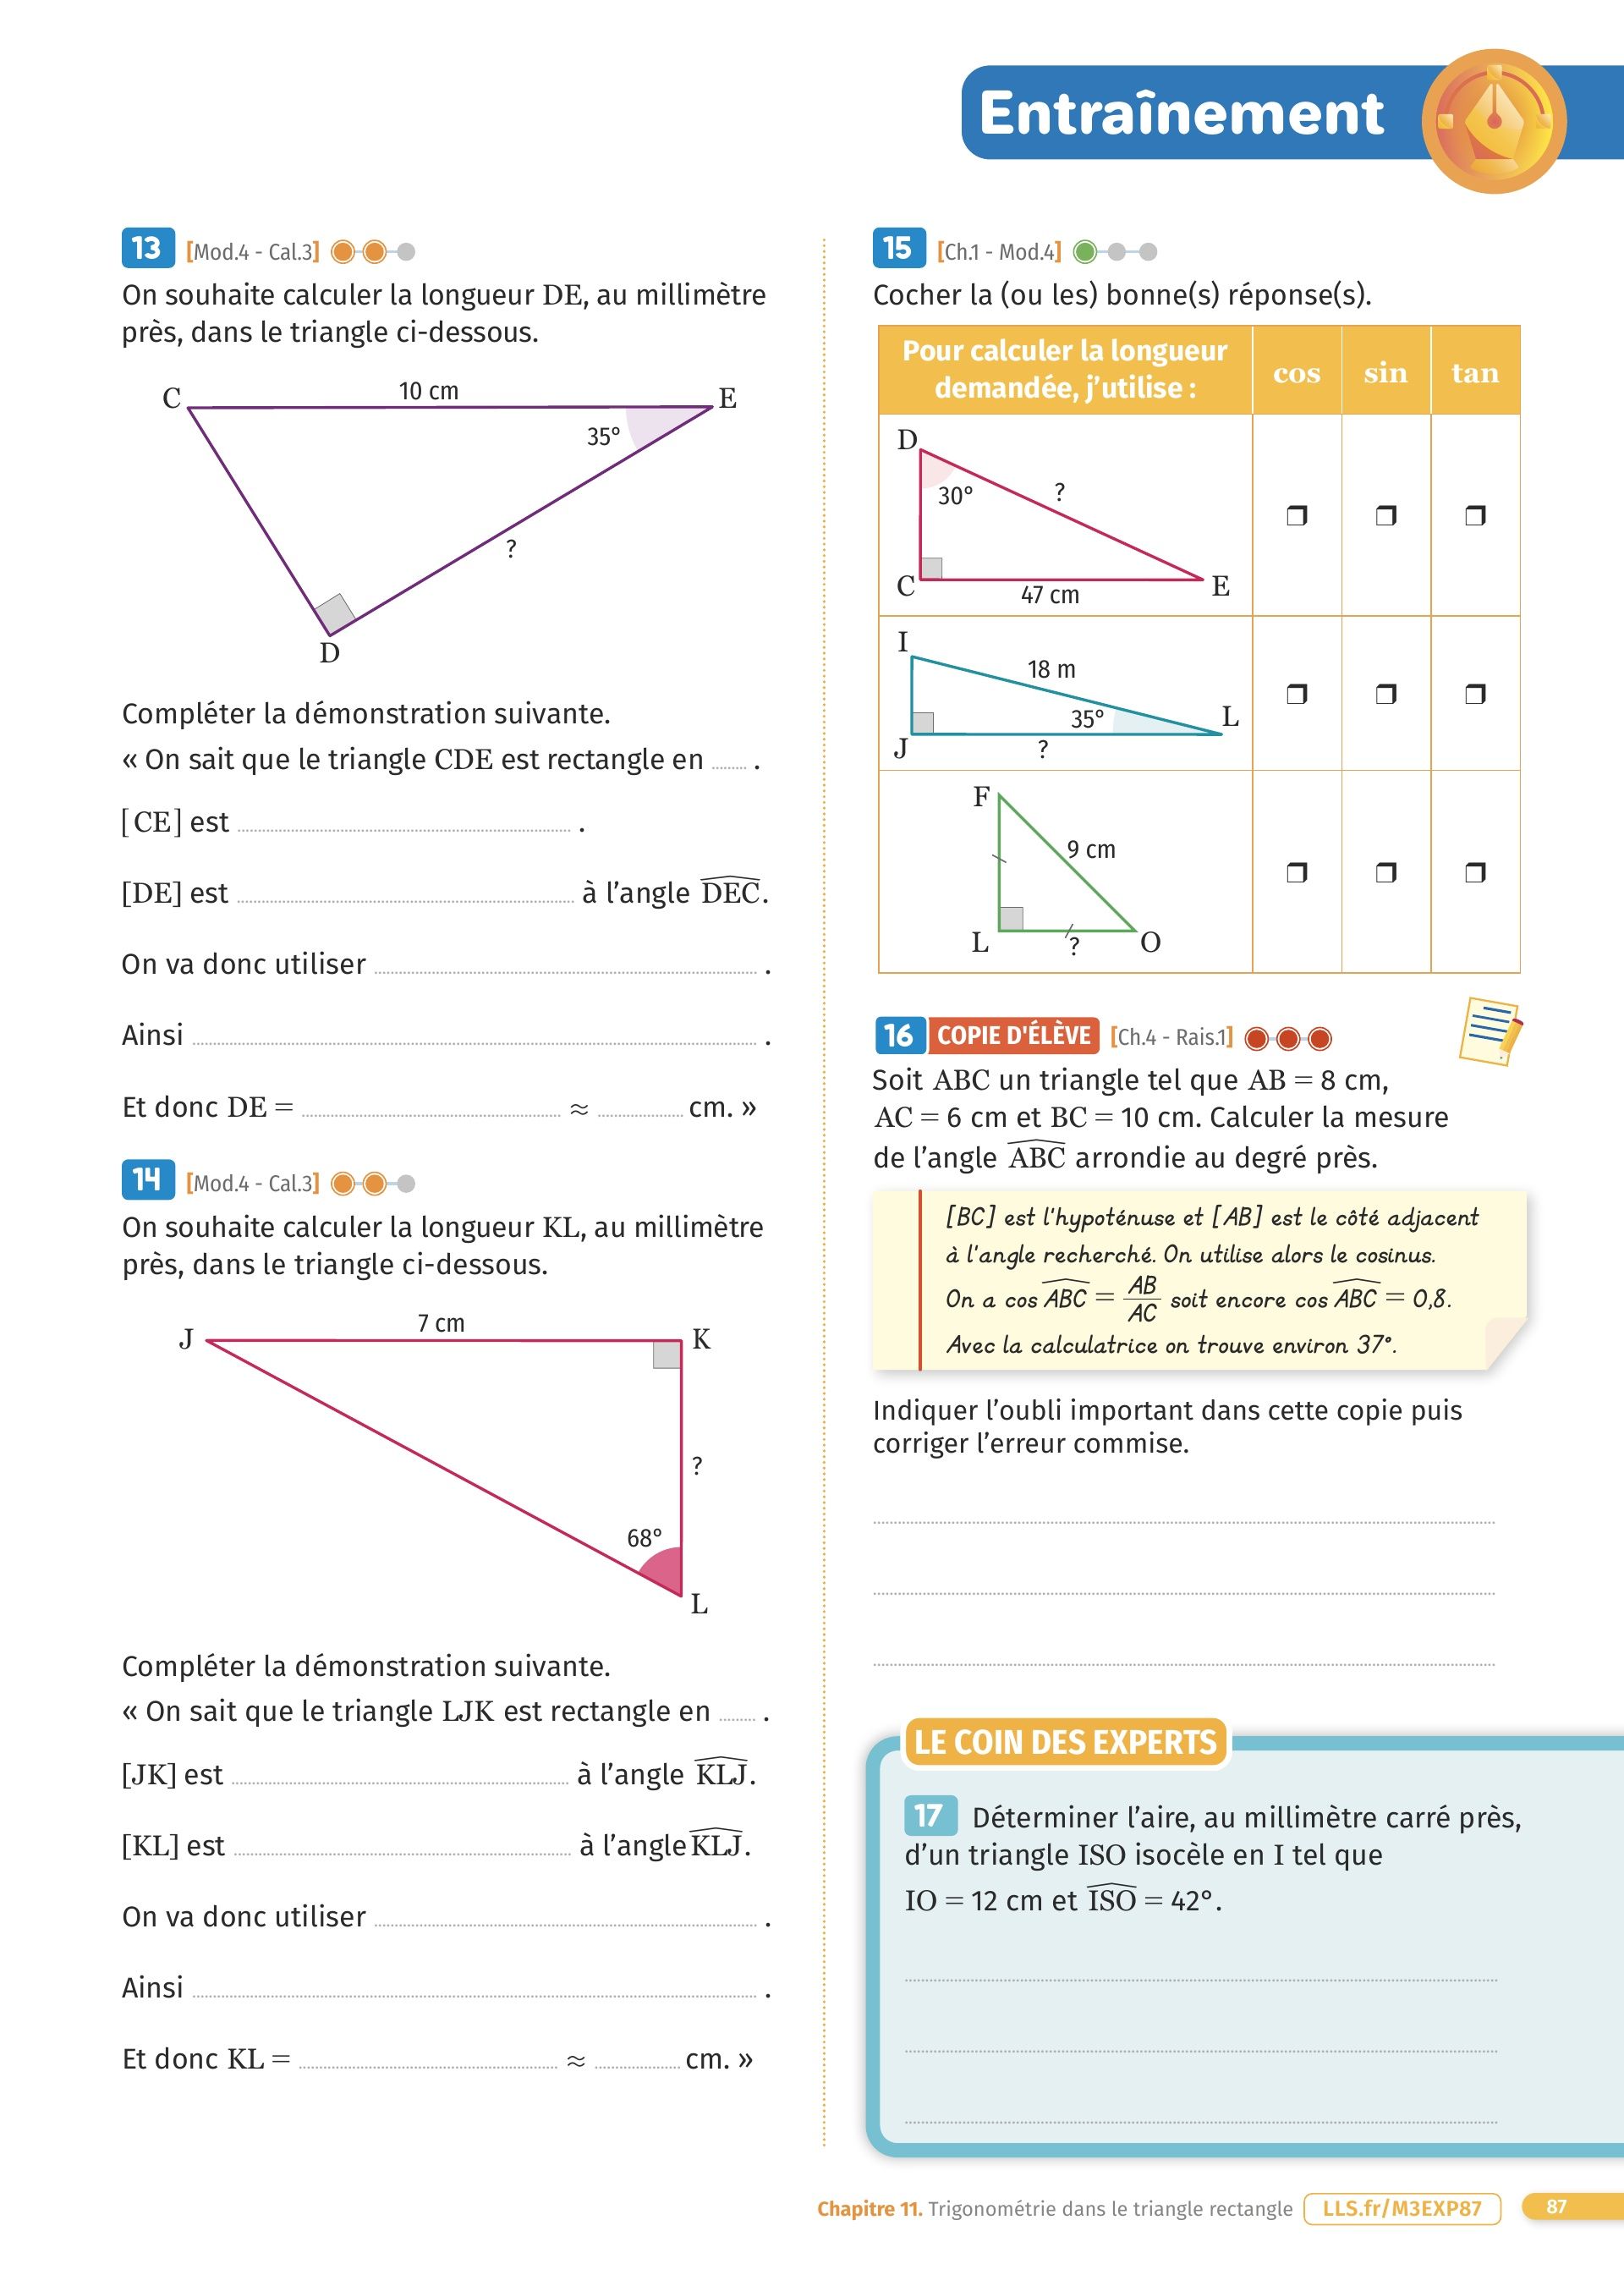 Entraînement
13 [Mod.4 - Cal.3]
On souhaite calculer la longueur DE, au millimètre
près, dans le triangle ci-dessous.
C
10 cm
E
35°
?
D
Compléter la démonstration suivante.
« On sait que le triangle CDE est rectangle en ........ .
[CE] est ........ .
[DE] est ........ à l'angle DEC.
On va donc utiliser ........ .
Ainsi ........ .
Et donc DE = ........ ≈ ........ cm. »
14 [Mod.4 - Cal.3]
On souhaite calculer la longueur KL, au millimètre
près, dans le triangle ci-dessous.
J
7 cm
K
?
68°
L
Compléter la démonstration suivante.
« On sait que le triangle LJK est rectangle en ........ .
[JK] est ........ à l'angle KLJ.
[KL] est ........ à l'angle KLJ.
On va donc utiliser ........ .
Ainsi ........ .
Et donc KL = ........ ≈ ........ cm. »
15 [Ch.1 - Mod.4]
Cocher la (ou les) bonne(s) réponse(s).
Pour calculer la longueur
demandée, j'utilise :
cos sin tan
D
30°
?
C
47 cm
E
❐ ❐ ❐
I
18 m
35°
L
J
?
❐ ❐ ❐
F
9 cm
L
?
O
❐ ❐ ❐
16 COPIE D'ÉLÈVE [Ch.4 - Rais.1]
Soit ABC un triangle tel que AB = 8 cm,
AC = 6 cm et BC = 10 cm. Calculer la mesure
de l'angle ABC arrondie au degré près.
[BC] est l'hypoténuse et [AB] est le côté adjacent
à l'angle recherché. On utilise alors le cosinus.
On a cos ABC = AB/AC soit encore cos ABC = 0,8.
Avec la calculatrice on trouve environ 37°.
Indiquer l'oubli important dans cette copie puis
corriger l'erreur commise.
LE COIN DES EXPERTS
17 Déterminer l'aire, au millimètre carré près,
d'un triangle ISO isocèle en I tel que
IO = 12 cm et ISO = 42°.
Chapitre 11. Trigonométrie dans le triangle rectangle LLS.fr/M3EXP87 87